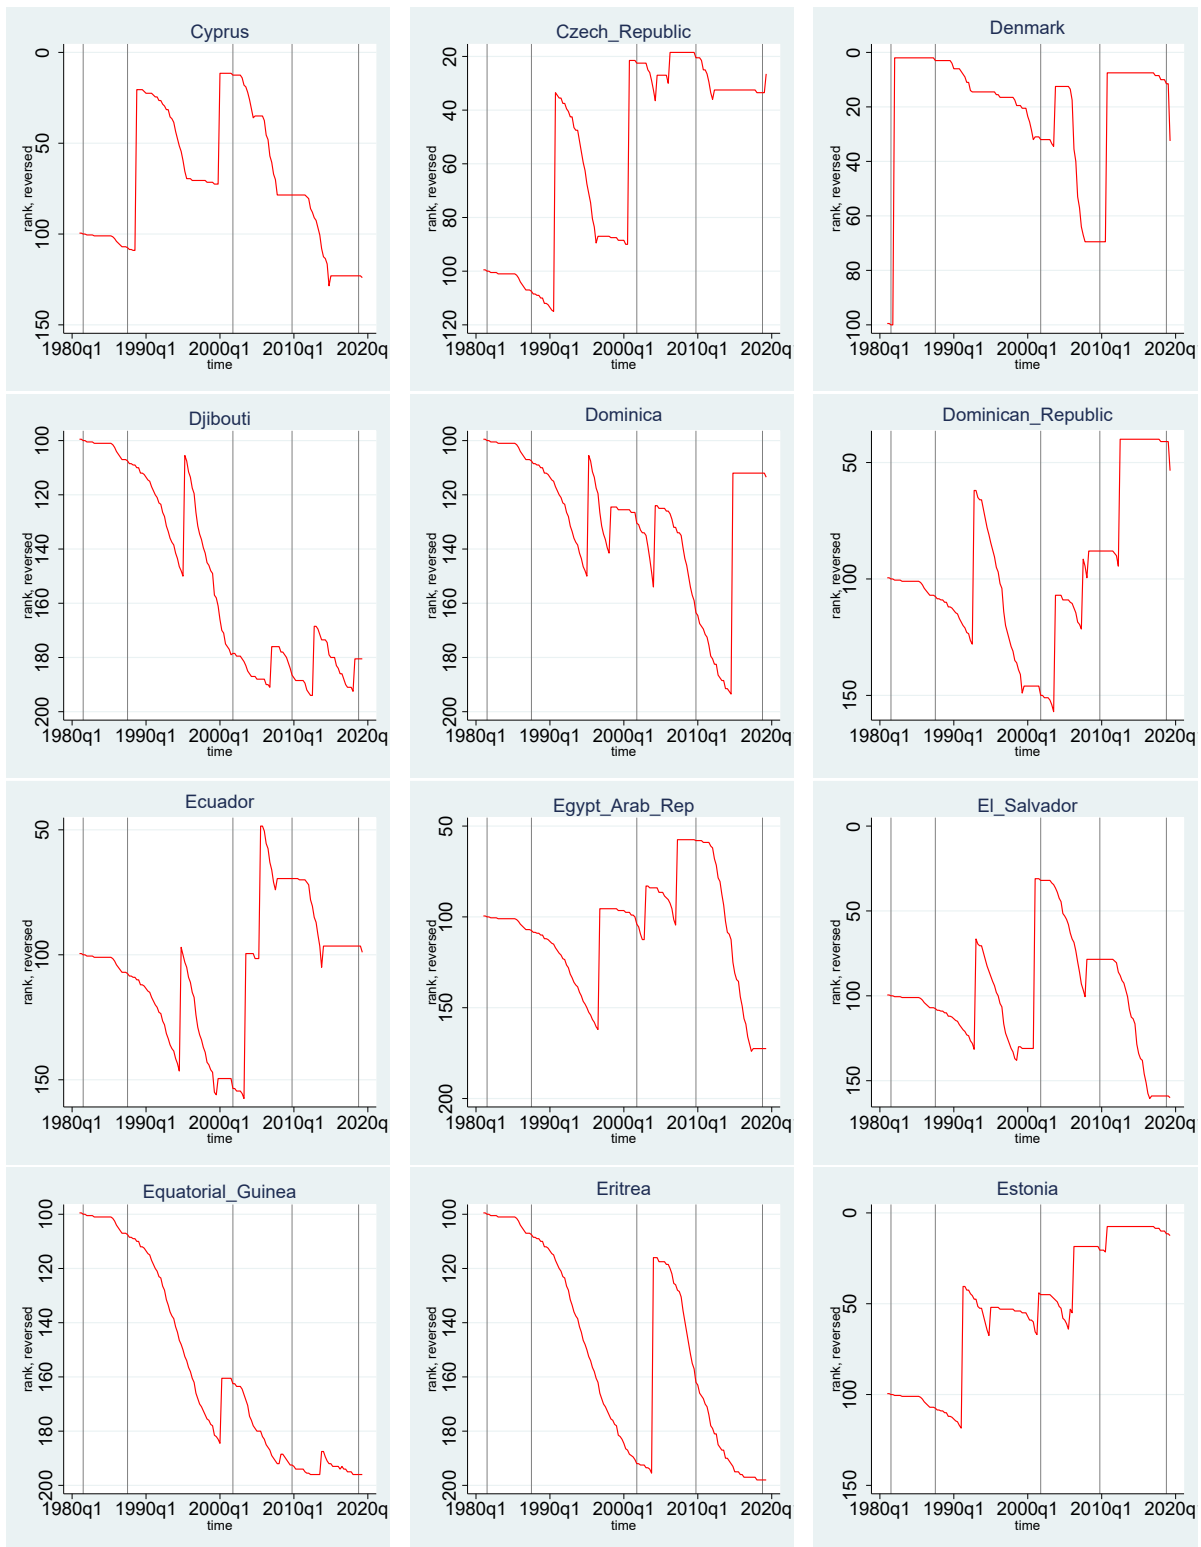 Cyprus
rank, reversed
0
50
100
150
1980q1 1990q1 2000q1 2010q1 2020q
time
Czech_Republic
rank, reversed
20
40
60
80
100
120
1980q1 1990q1 2000q1 2010q1 2020q
time
Denmark
rank, reversed
0
20
40
60
80
100
1980q1 1990q1 2000q1 2010q1 2020q
time
Djibouti
rank, reversed
100
120
140
160
180
200
1980q1 1990q1 2000q1 2010q1 2020q
time
Dominica
rank, reversed
100
120
140
160
180
200
1980q1 1990q1 2000q1 2010q1 2020q
time
Dominican_Republic
rank, reversed
50
100
150
1980q1 1990q1 2000q1 2010q1 2020q
time
Ecuador
rank, reversed
50
100
150
1980q1 1990q1 2000q1 2010q1 2020q
time
Egypt_Arab_Rep
rank, reversed
50
100
150
200
1980q1 1990q1 2000q1 2010q1 2020q
time
El_Salvador
rank, reversed
0
50
100
150
1980q1 1990q1 2000q1 2010q1 2020q
time
Equatorial_Guinea
rank, reversed
100
120
140
160
180
200
1980q1 1990q1 2000q1 2010q1 2020q
time
Eritrea
rank, reversed
100
120
140
160
180
200
1980q1 1990q1 2000q1 2010q1 2020q
time
Estonia
rank, reversed
0
50
100
150
1980q1 1990q1 2000q1 2010q1 2020q
time